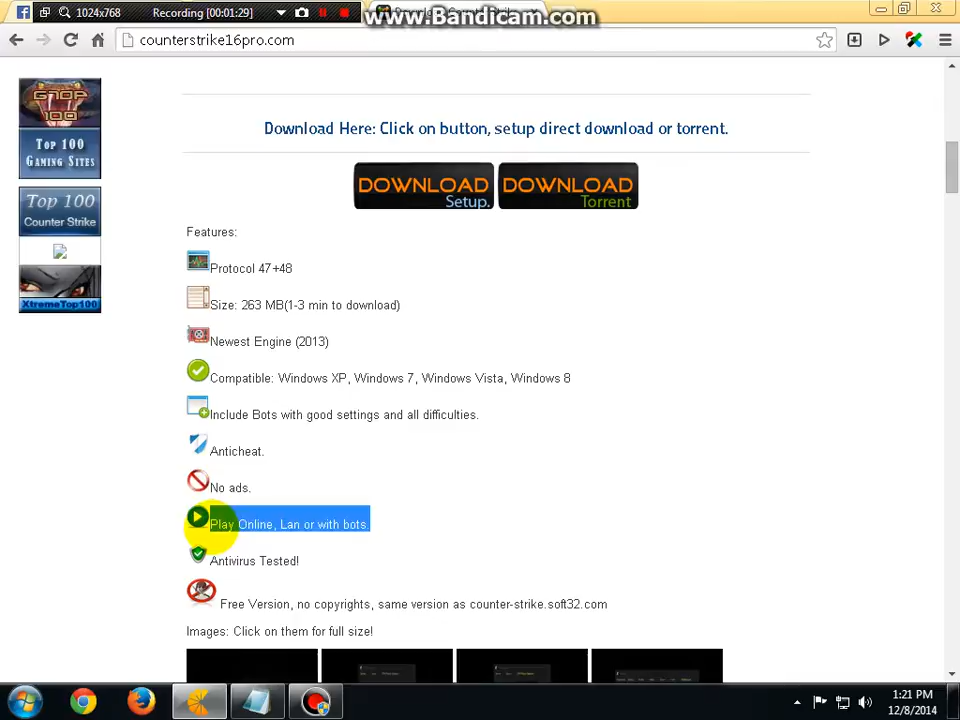 1024x768
Recording [00:01:29]
www.Bandicam.com
counterstrike16pro.com
GTOP
100
Top 100
Gaming Sites
Top 100
Counter Strike
XtremeTop100
Download Here: Click on button, setup direct download or torrent.
DOWNLOAD
Setup.
DOWNLOAD
Torrent
Features:
Protocol 47+48
Size: 263 MB(1-3 min to download)
Newest Engine (2013)
Compatible: Windows XP, Windows 7, Windows Vista, Windows 8
Include Bots with good settings and all difficulties.
Anticheat.
No ads.
Play Online, Lan or with bots.
Antivirus Tested!
Free Version, no copyrights, same version as counter-strike.soft32.com
Images: Click on them for full size!
1:21 PM
12/8/2014